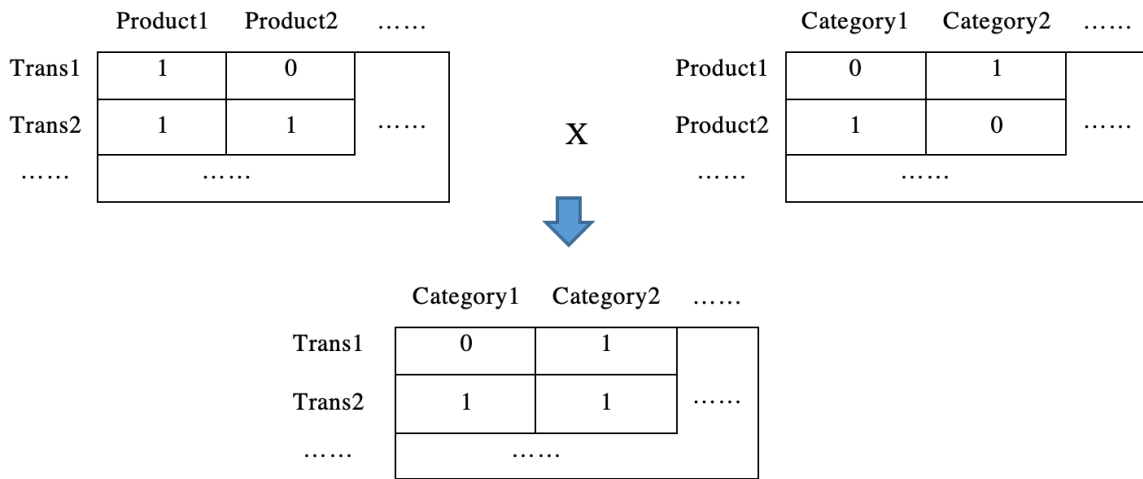 Product1 Product2 ……
Trans1 1 0
Trans2 1 1 ……
…… ……
X
Category1 Category2 ……
Product1 0 1
Product2 1 0 ……
…… ……
Category1 Category2 ……
Trans1 0 1
Trans2 1 1 ……
…… ……